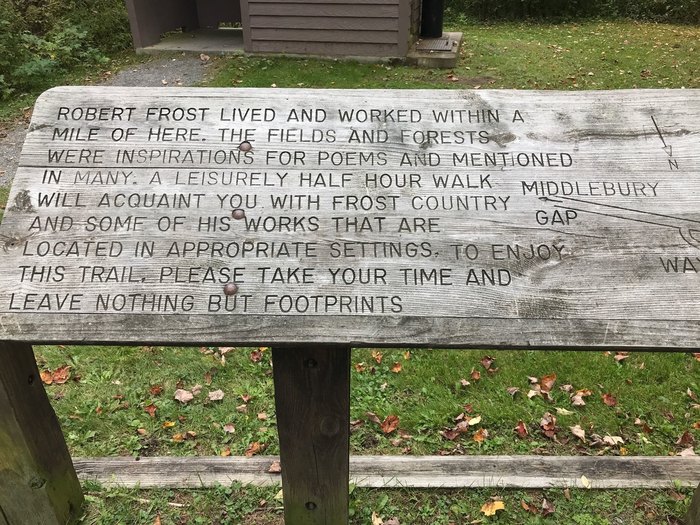 ROBERT FROST LIVED AND WORKED WITHIN A
MILE OF HERE. THE FIELDS AND FORESTS
WERE INSPIRATIONS FOR POEMS AND MENTIONED
IN MANY. A LEISURELY HALF HOUR WALK
WILL ACQUAINT YOU WITH FROST COUNTRY
AND SOME OF HIS WORKS THAT ARE
LOCATED IN APPROPRIATE SETTINGS. TO ENJOY
THIS TRAIL, PLEASE TAKE YOUR TIME AND
LEAVE NOTHING BUT FOOTPRINTS
N
MIDDLEBURY
GAP